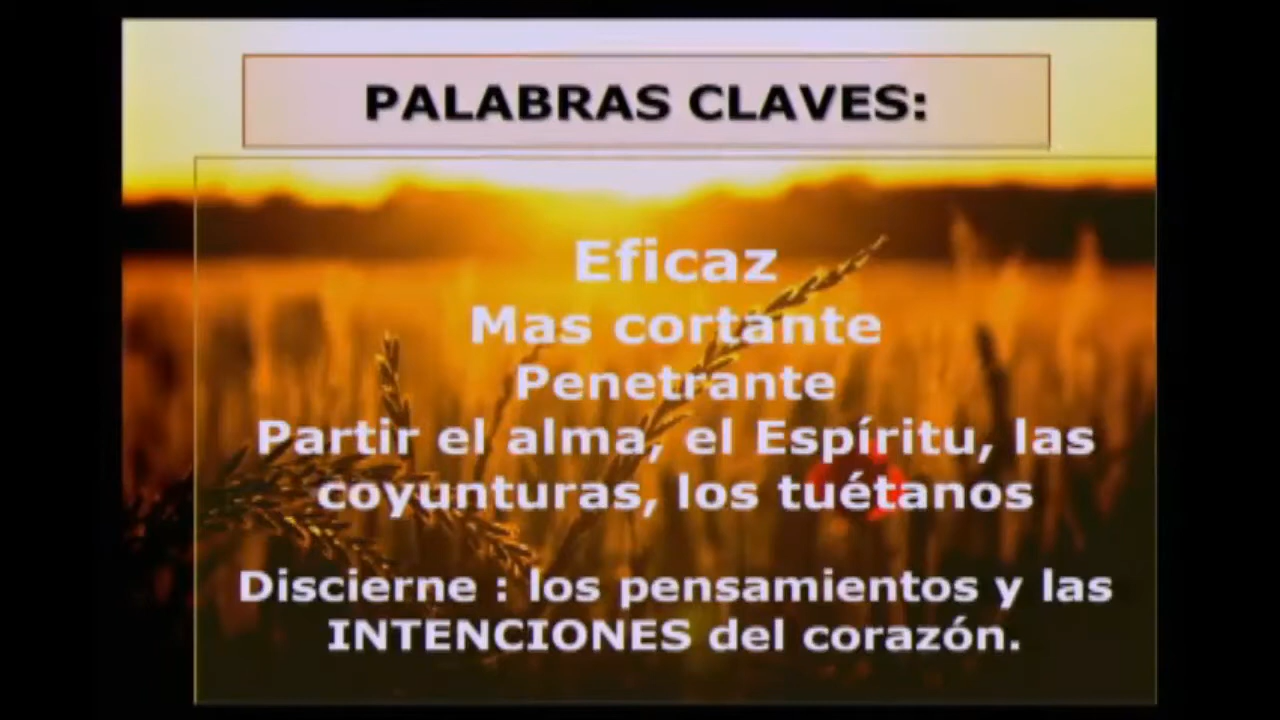 PALABRAS CLAVES:
Eficaz
Mas cortante
Penetrante
Partir el alma, el Espíritu, las
coyunturas, los tuétanos
Discierne : los pensamientos y las
INTENCIONES del corazón.